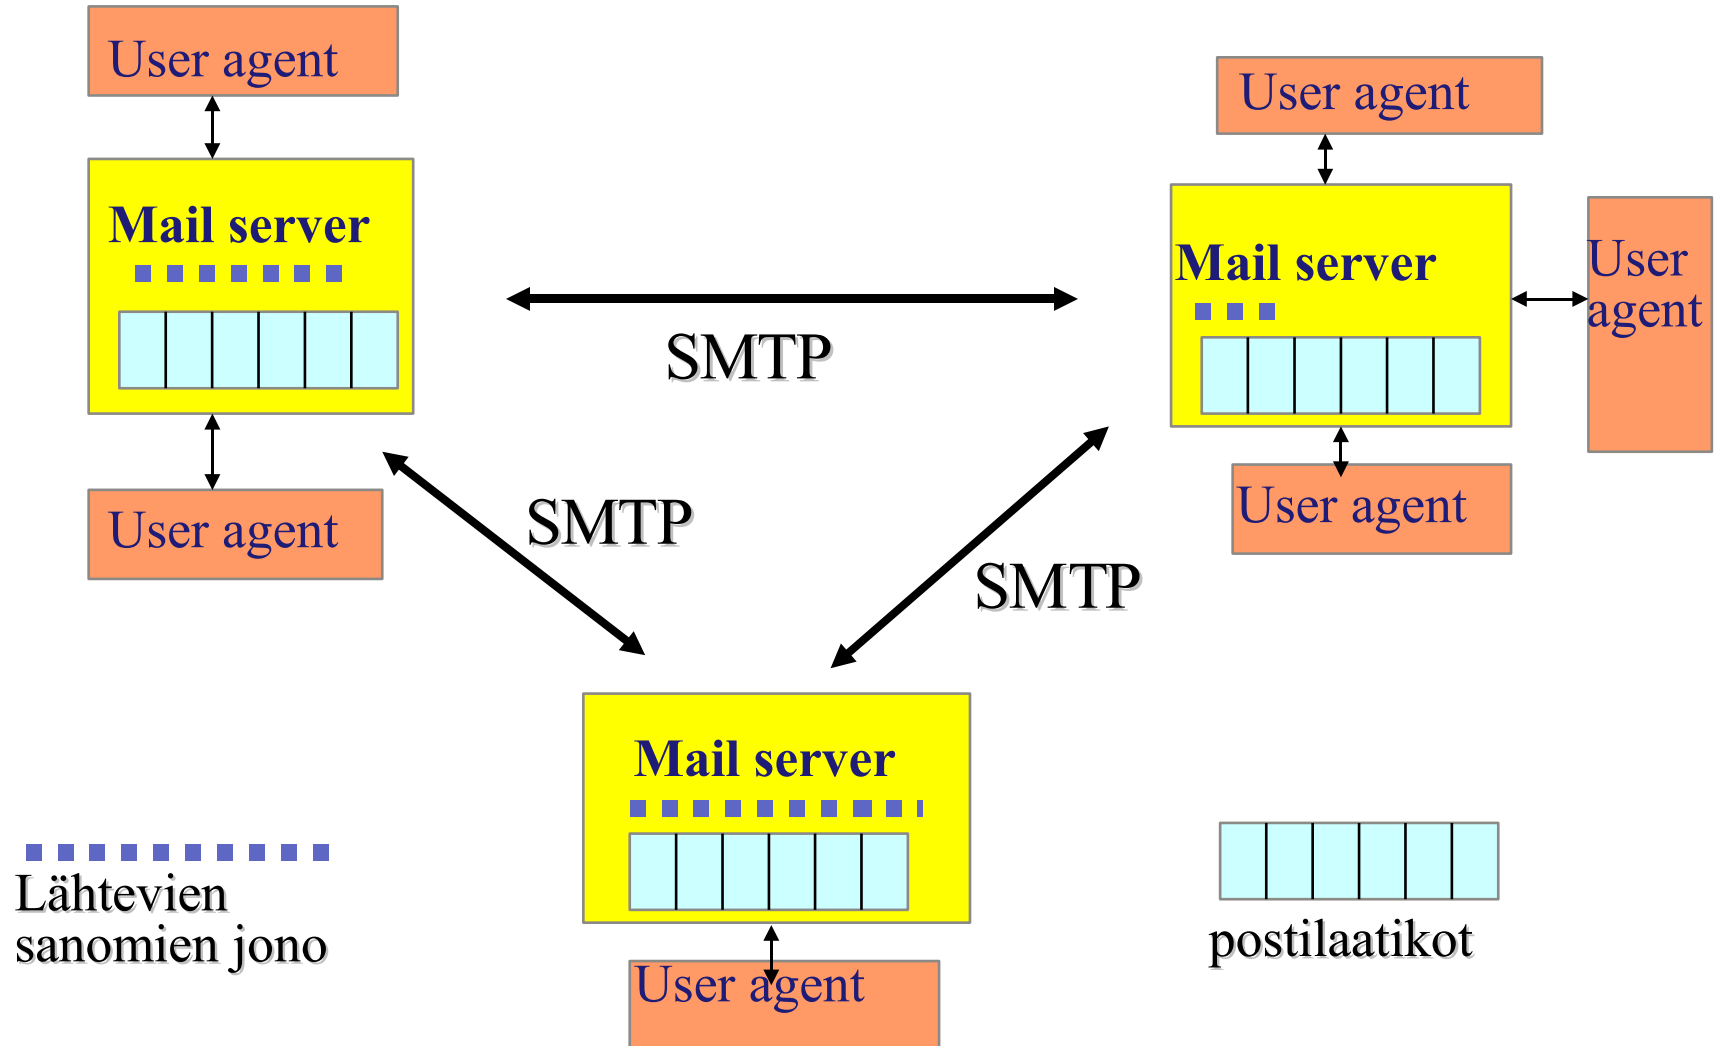 User agent
User agent
Mail server
User
agent
Mail server
SMTP
User agent
SMTP
User agent
SMTP
Mail server
Lähtevien
sanomien jono
postilaatikot
User agent